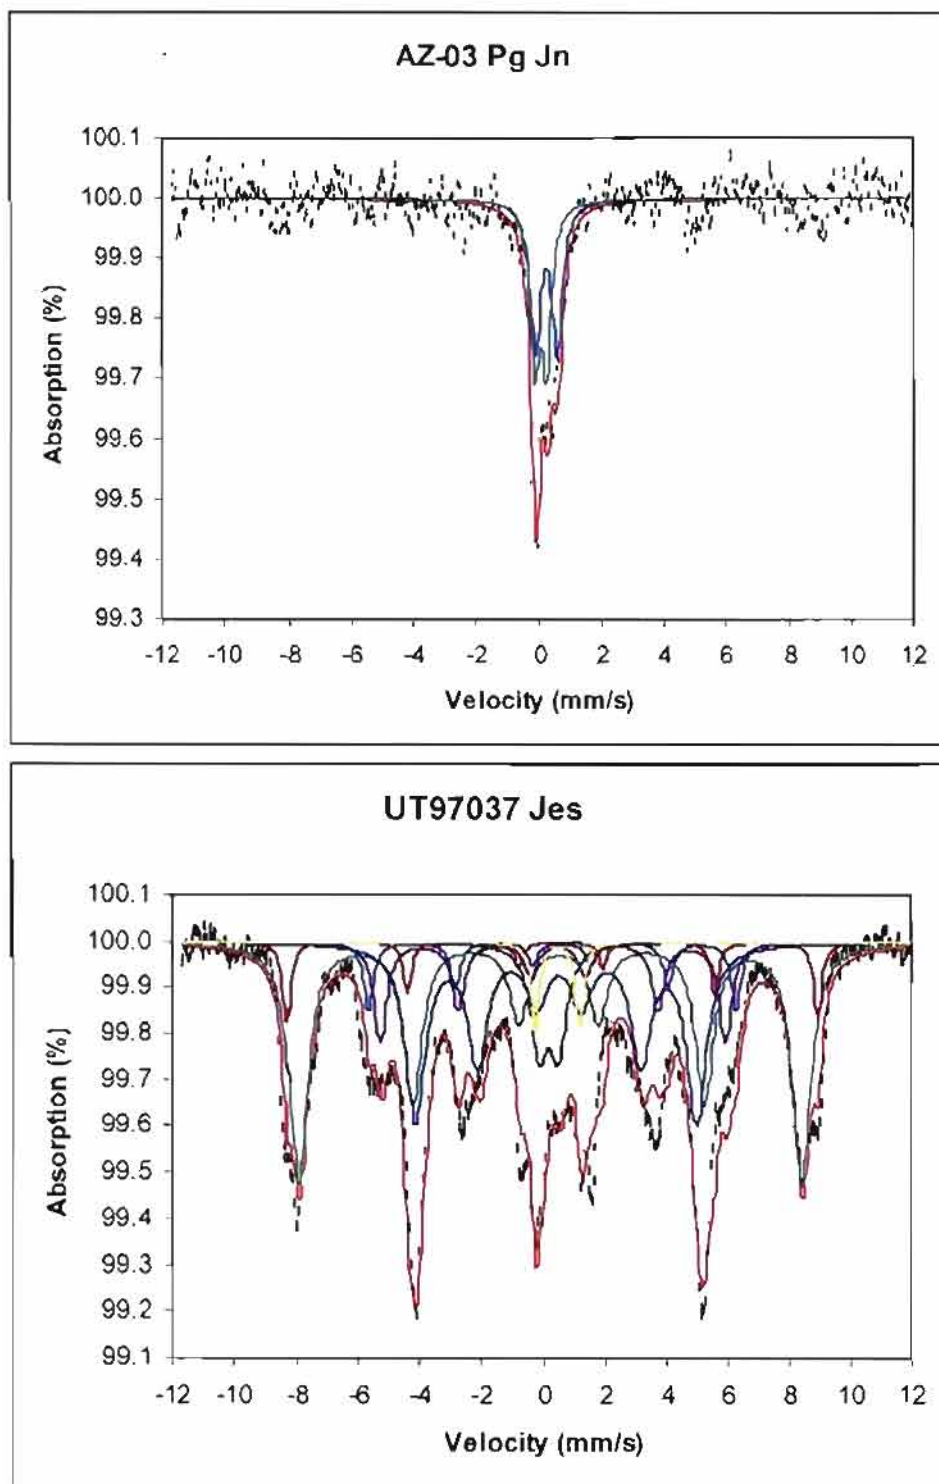 AZ-03 Pg Jn
100.1
100.0
99.9
99.8
99.7
99.6
99.5
99.4
99.3
Absorption (%)
-12 -10 -8 -6 -4 -2 0 2 4 6 8 10 12
Velocity (mm/s)
UT97037 Jes
100.1
100.0
99.9
99.8
99.7
99.6
99.5
99.4
99.3
99.2
99.1
Absorption (%)
-12 -10 -8 -6 -4 -2 0 2 4 6 8 10 12
Velocity (mm/s)